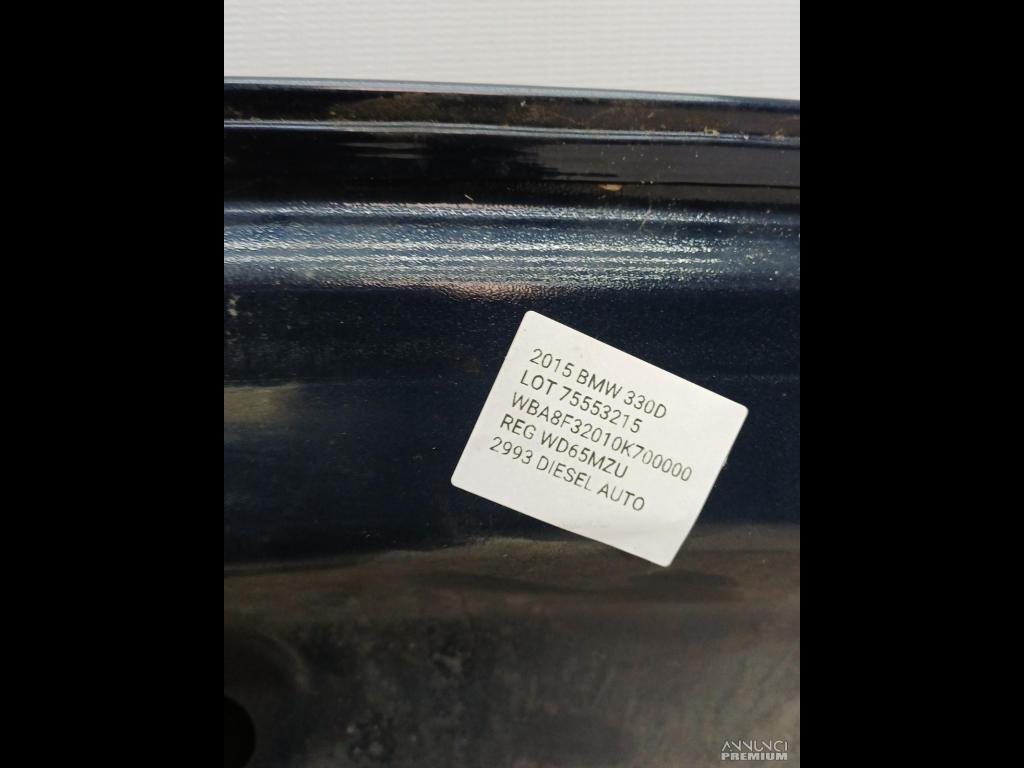 2015 BMW 330D
LOT 75553215
WBA8F32010K700000
REG WD65MZU
2993 DIESEL AUTO
ANNUNCI
PREMIUM